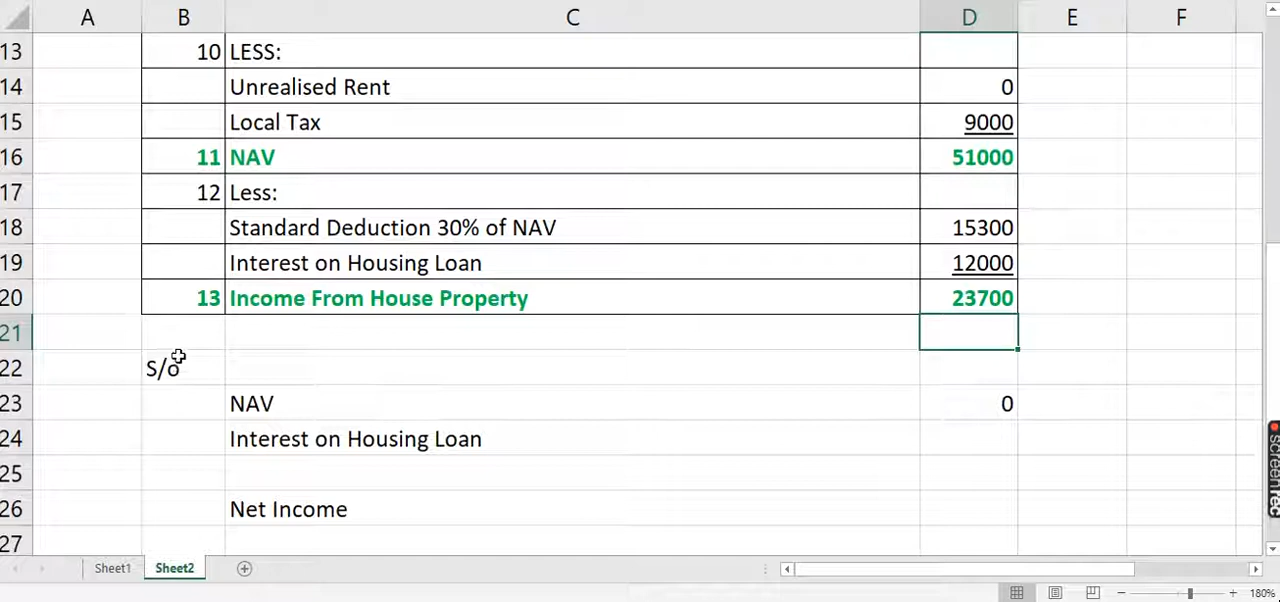 A B C D E F
13 10 LESS:
14 Unrealised Rent 0
15 Local Tax 9000
16 11 NAV 51000
17 12 Less:
18 Standard Deduction 30% of NAV 15300
19 Interest on Housing Loan 12000
20 13 Income From House Property 23700
21
22 S/o
23 NAV 0
24 Interest on Housing Loan
25
26 Net Income
27
Sheet1 Sheet2
180%
screenrec